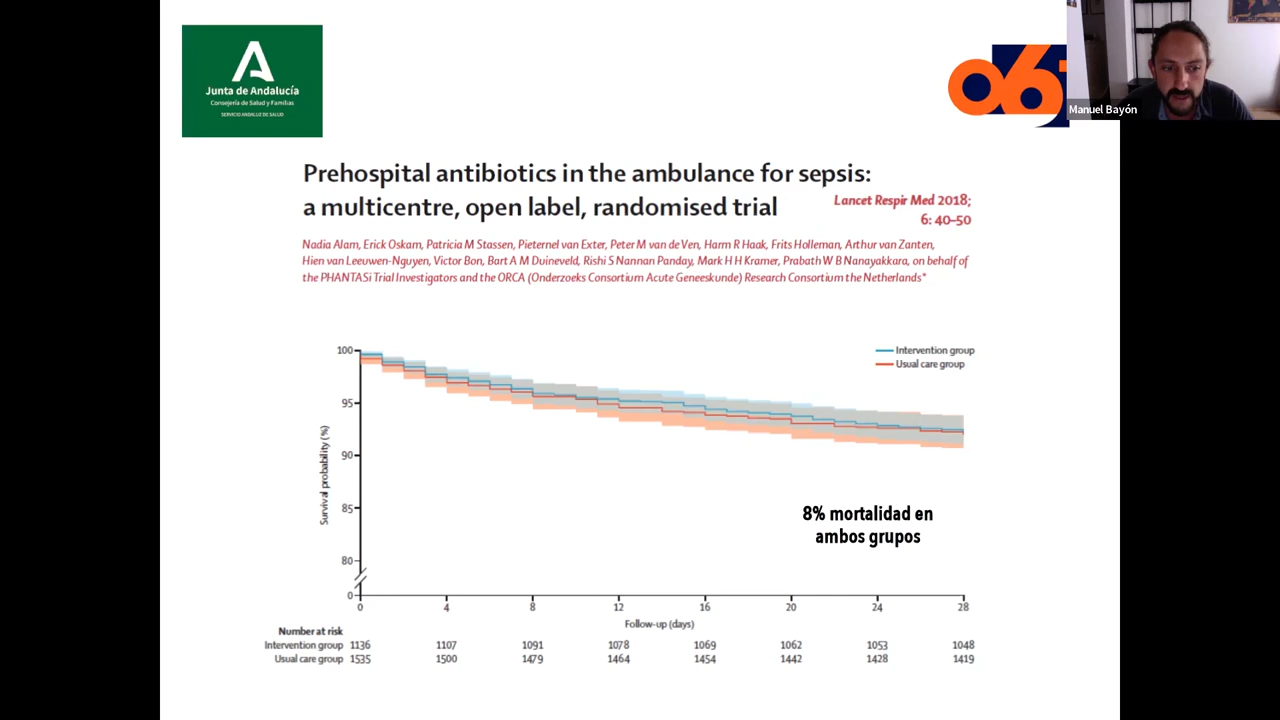 Junta de Andalucía
Consejería de Salud y Familias
SERVICIO ANDALUZ DE SALUD
061
Manuel Bayón
Prehospital antibiotics in the ambulance for sepsis:
a multicentre, open label, randomised trial
Lancet Respir Med 2018;
6: 40–50
Nadia Alam, Erick Oskam, Patricia M Stassen, Pieternel van Exter, Peter M van de Ven, Harm R Haak, Frits Holleman, Arthur van Zanten,
Hien van Leeuwen-Nguyen, Victor Bon, Bart A M Duineveld, Rishi S Nannan Panday, Mark H H Kramer, Prabath W B Nanayakkara, on behalf of
the PHANTASi Trial Investigators and the ORCA (Onderzoeks Consortium Acute Geneeskunde) Research Consortium the Netherlands*
Intervention group
Usual care group
Survival probability (%)
100
95
90
85
80
0
8% mortalidad en
ambos grupos
0 4 8 12 16 20 24 28
Follow-up (days)
Number at risk
Intervention group 1136 1107 1091 1078 1069 1062 1053 1048
Usual care group 1535 1500 1479 1464 1454 1442 1428 1419